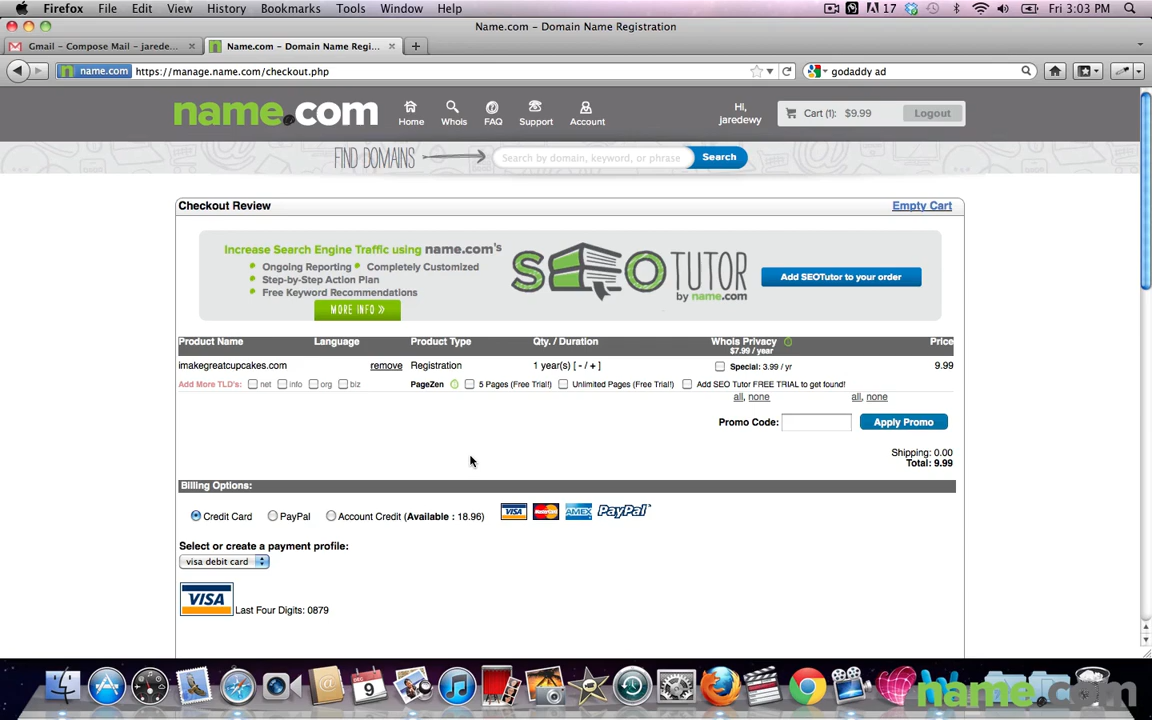 Firefox File Edit View History Bookmarks Tools Window Help 17 Fri 3:03 PM
Name.com – Domain Name Registration
Gmail – Compose Mail – jarede... × Name.com – Domain Name Regi... × +
name.com https://manage.name.com/checkout.php godaddy ad
name.com Home Whois FAQ Support Account Hi, jaredewy Cart (1): $9.99 Logout
FIND DOMAINS Search by domain, keyword, or phrase Search
Checkout Review Empty Cart
Increase Search Engine Traffic using name.com's
Ongoing Reporting Completely Customized
Step-by-Step Action Plan
Free Keyword Recommendations
MORE INFO »
SEO TUTOR
by name.com
Add SEOTutor to your order
Product Name Language Product Type Qty. / Duration Whois Privacy Price
$7.99 / year
imakegreatcupcakes.com remove Registration 1 year(s) [ - / + ] Special: 3.99 / yr 9.99
Add More TLD's: net info org biz PageZen 5 Pages (Free Trial!) Unlimited Pages (Free Trial!) Add SEO Tutor FREE TRIAL to get found!
all, none all, none
Promo Code: Apply Promo
Shipping: 0.00
Total: 9.99
Billing Options:
Credit Card PayPal Account Credit (Available : 18.96) VISA MasterCard AMEX PayPal
Select or create a payment profile:
visa debit card
VISA Last Four Digits: 0879
DEC
9
name.com